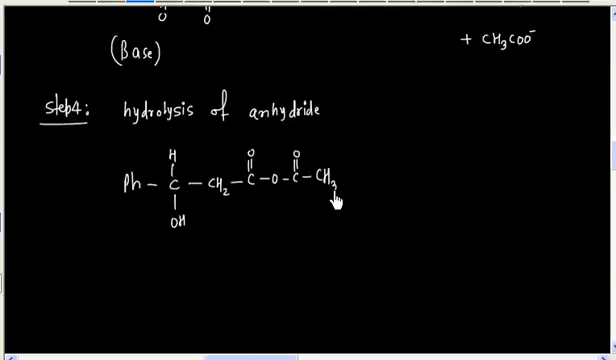 O O
(Base)
+ CH3COO-
Step4: hydrolysis of anhydride
H O O
|| ||
Ph - C - CH2 - C - O - C - CH3
OH